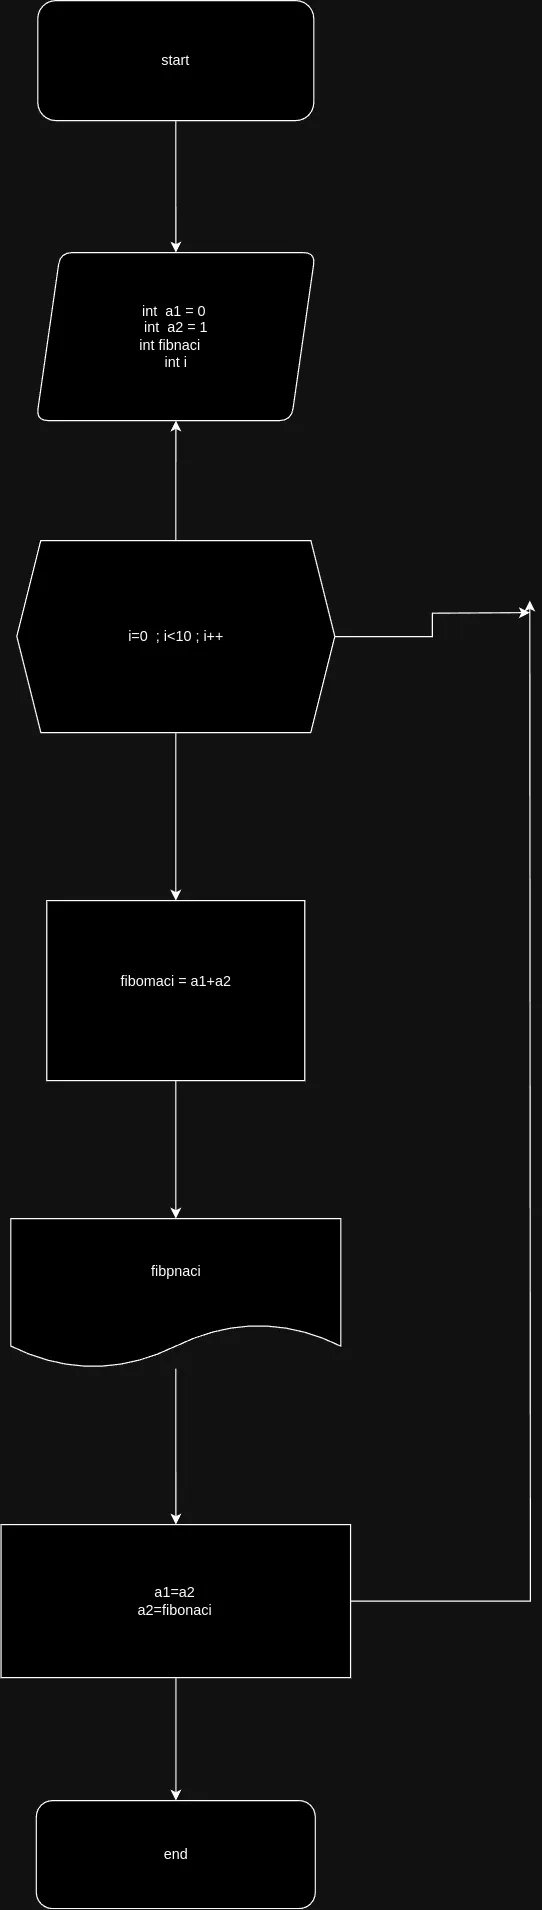 start
int a1 = 0
int a2 = 1
int fibnaci
int i
i=0 ; i<10 ; i++
fibomaci = a1+a2
fibpnaci
a1=a2
a2=fibonaci
end